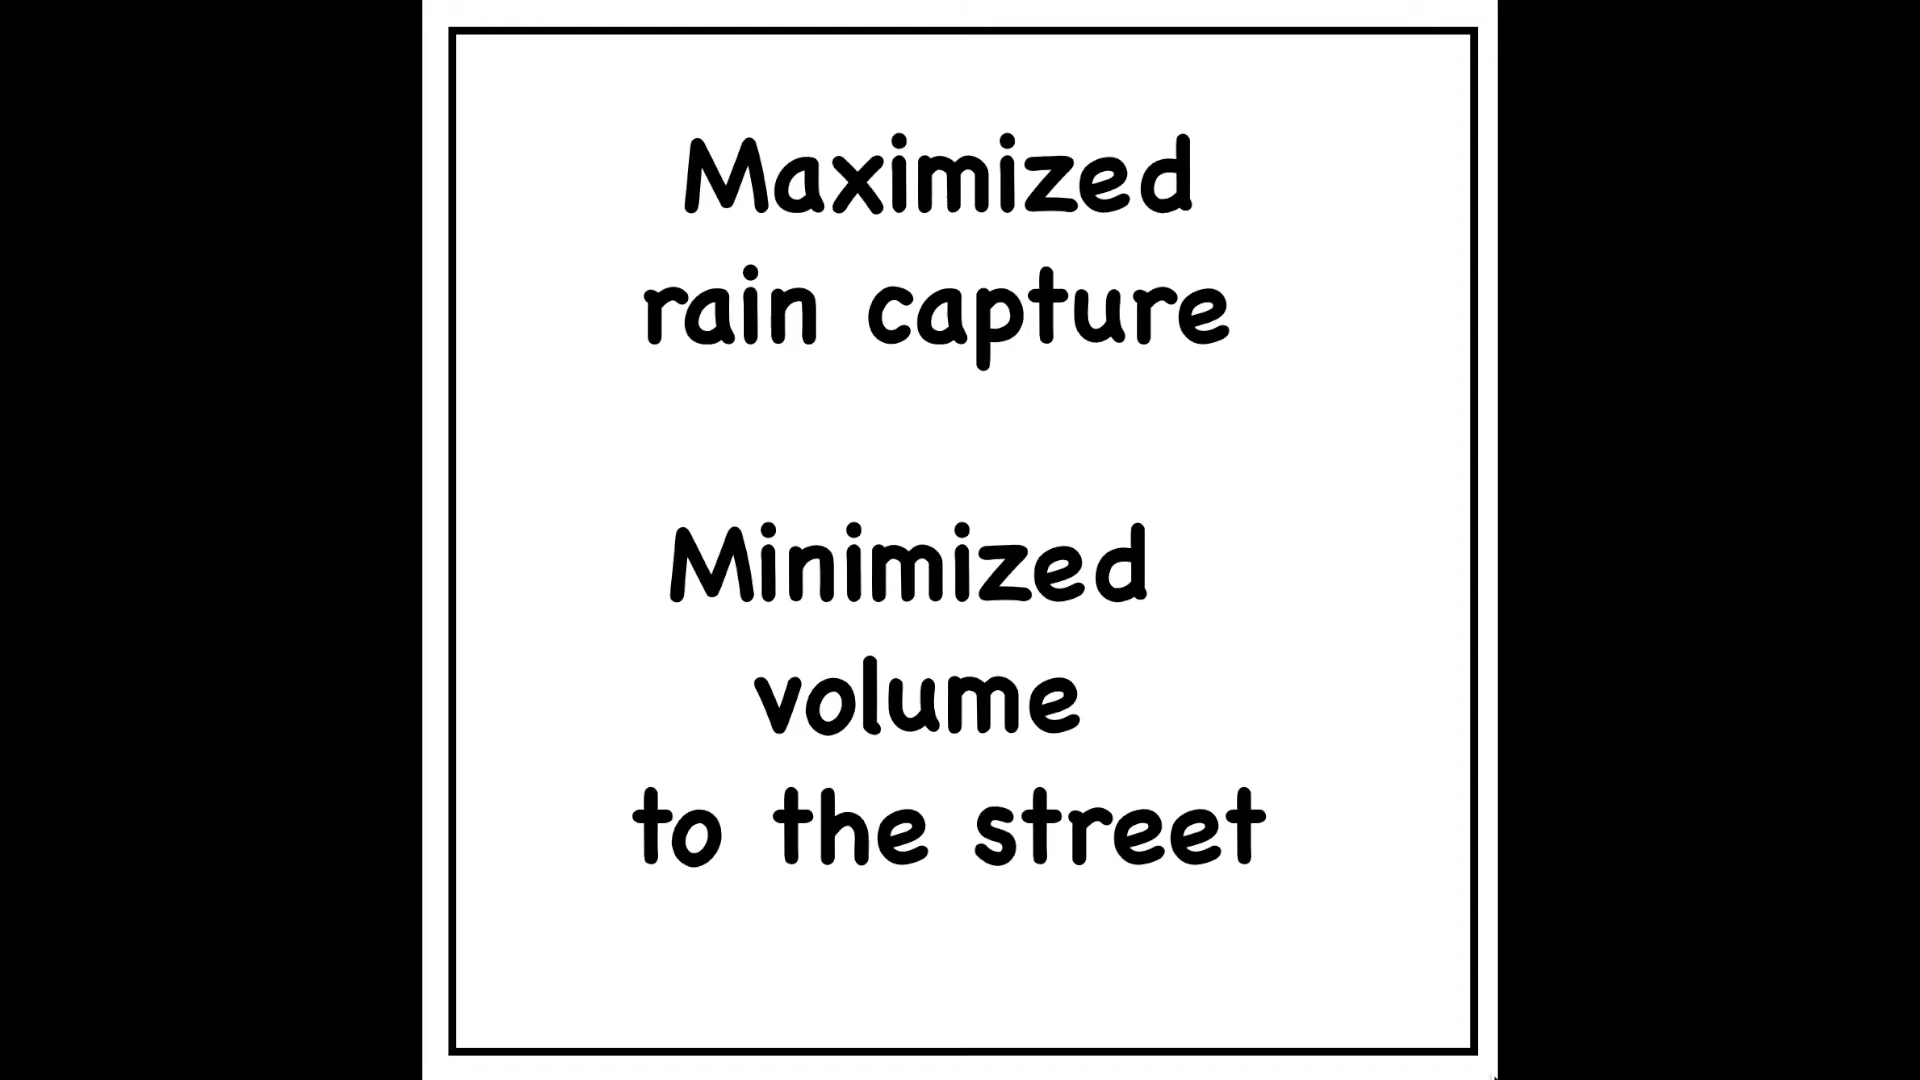 Maximized
rain capture
Minimized
volume
to the street